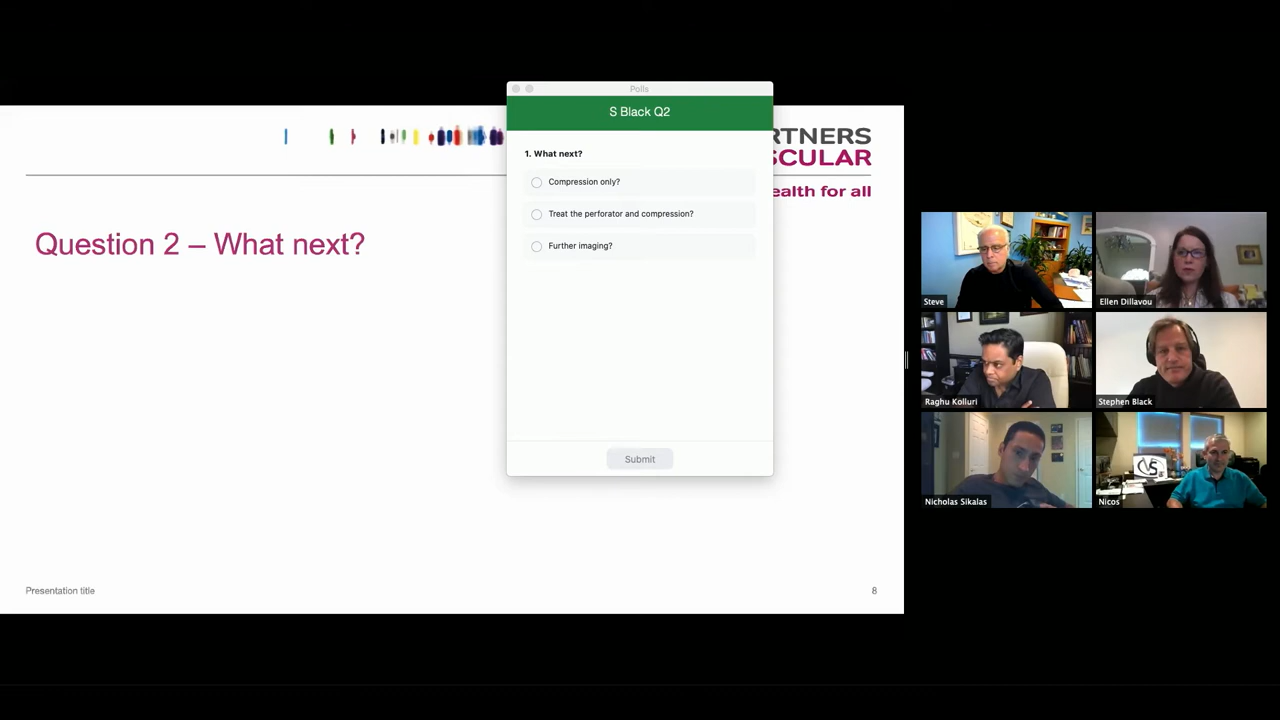 Polls
S Black Q2
1. What next?
Compression only?
Treat the perforator and compression?
Further imaging?
Submit
RTNERS
SCULAR
ealth for all
Question 2 – What next?
Presentation title
8
Steve
Ellen Dillavou
Raghu Kolluri
Stephen Black
Nicholas Sikalas
Nicos